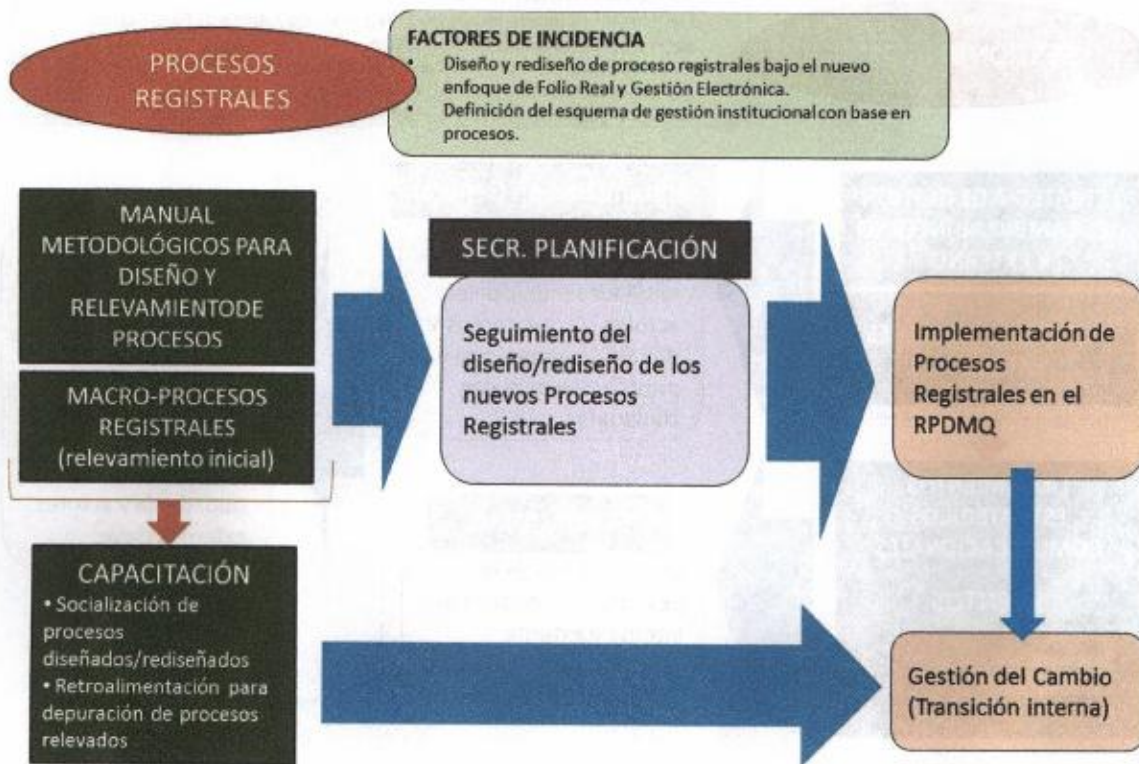 PROCESOS
REGISTRALES
FACTORES DE INCIDENCIA
• Diseño y rediseño de proceso registrales bajo el nuevo
enfoque de Folio Real y Gestión Electrónica.
• Definición del esquema de gestión institucional con base en
procesos.
MANUAL
METODOLÓGICOS PARA
DISEÑO Y
RELEVAMIENTODE
PROCESOS
MACRO-PROCESOS
REGISTRALES
(relevamiento inicial)
SECR. PLANIFICACIÓN
Seguimiento del
diseño/rediseño de los
nuevos Procesos
Registrales
Implementación de
Procesos
Registrales en el
RPDMQ
CAPACITACIÓN
• Socialización de
procesos
diseñados/rediseñados
• Retroalimentación para
depuración de procesos
relevados
Gestión del Cambio
(Transición interna)